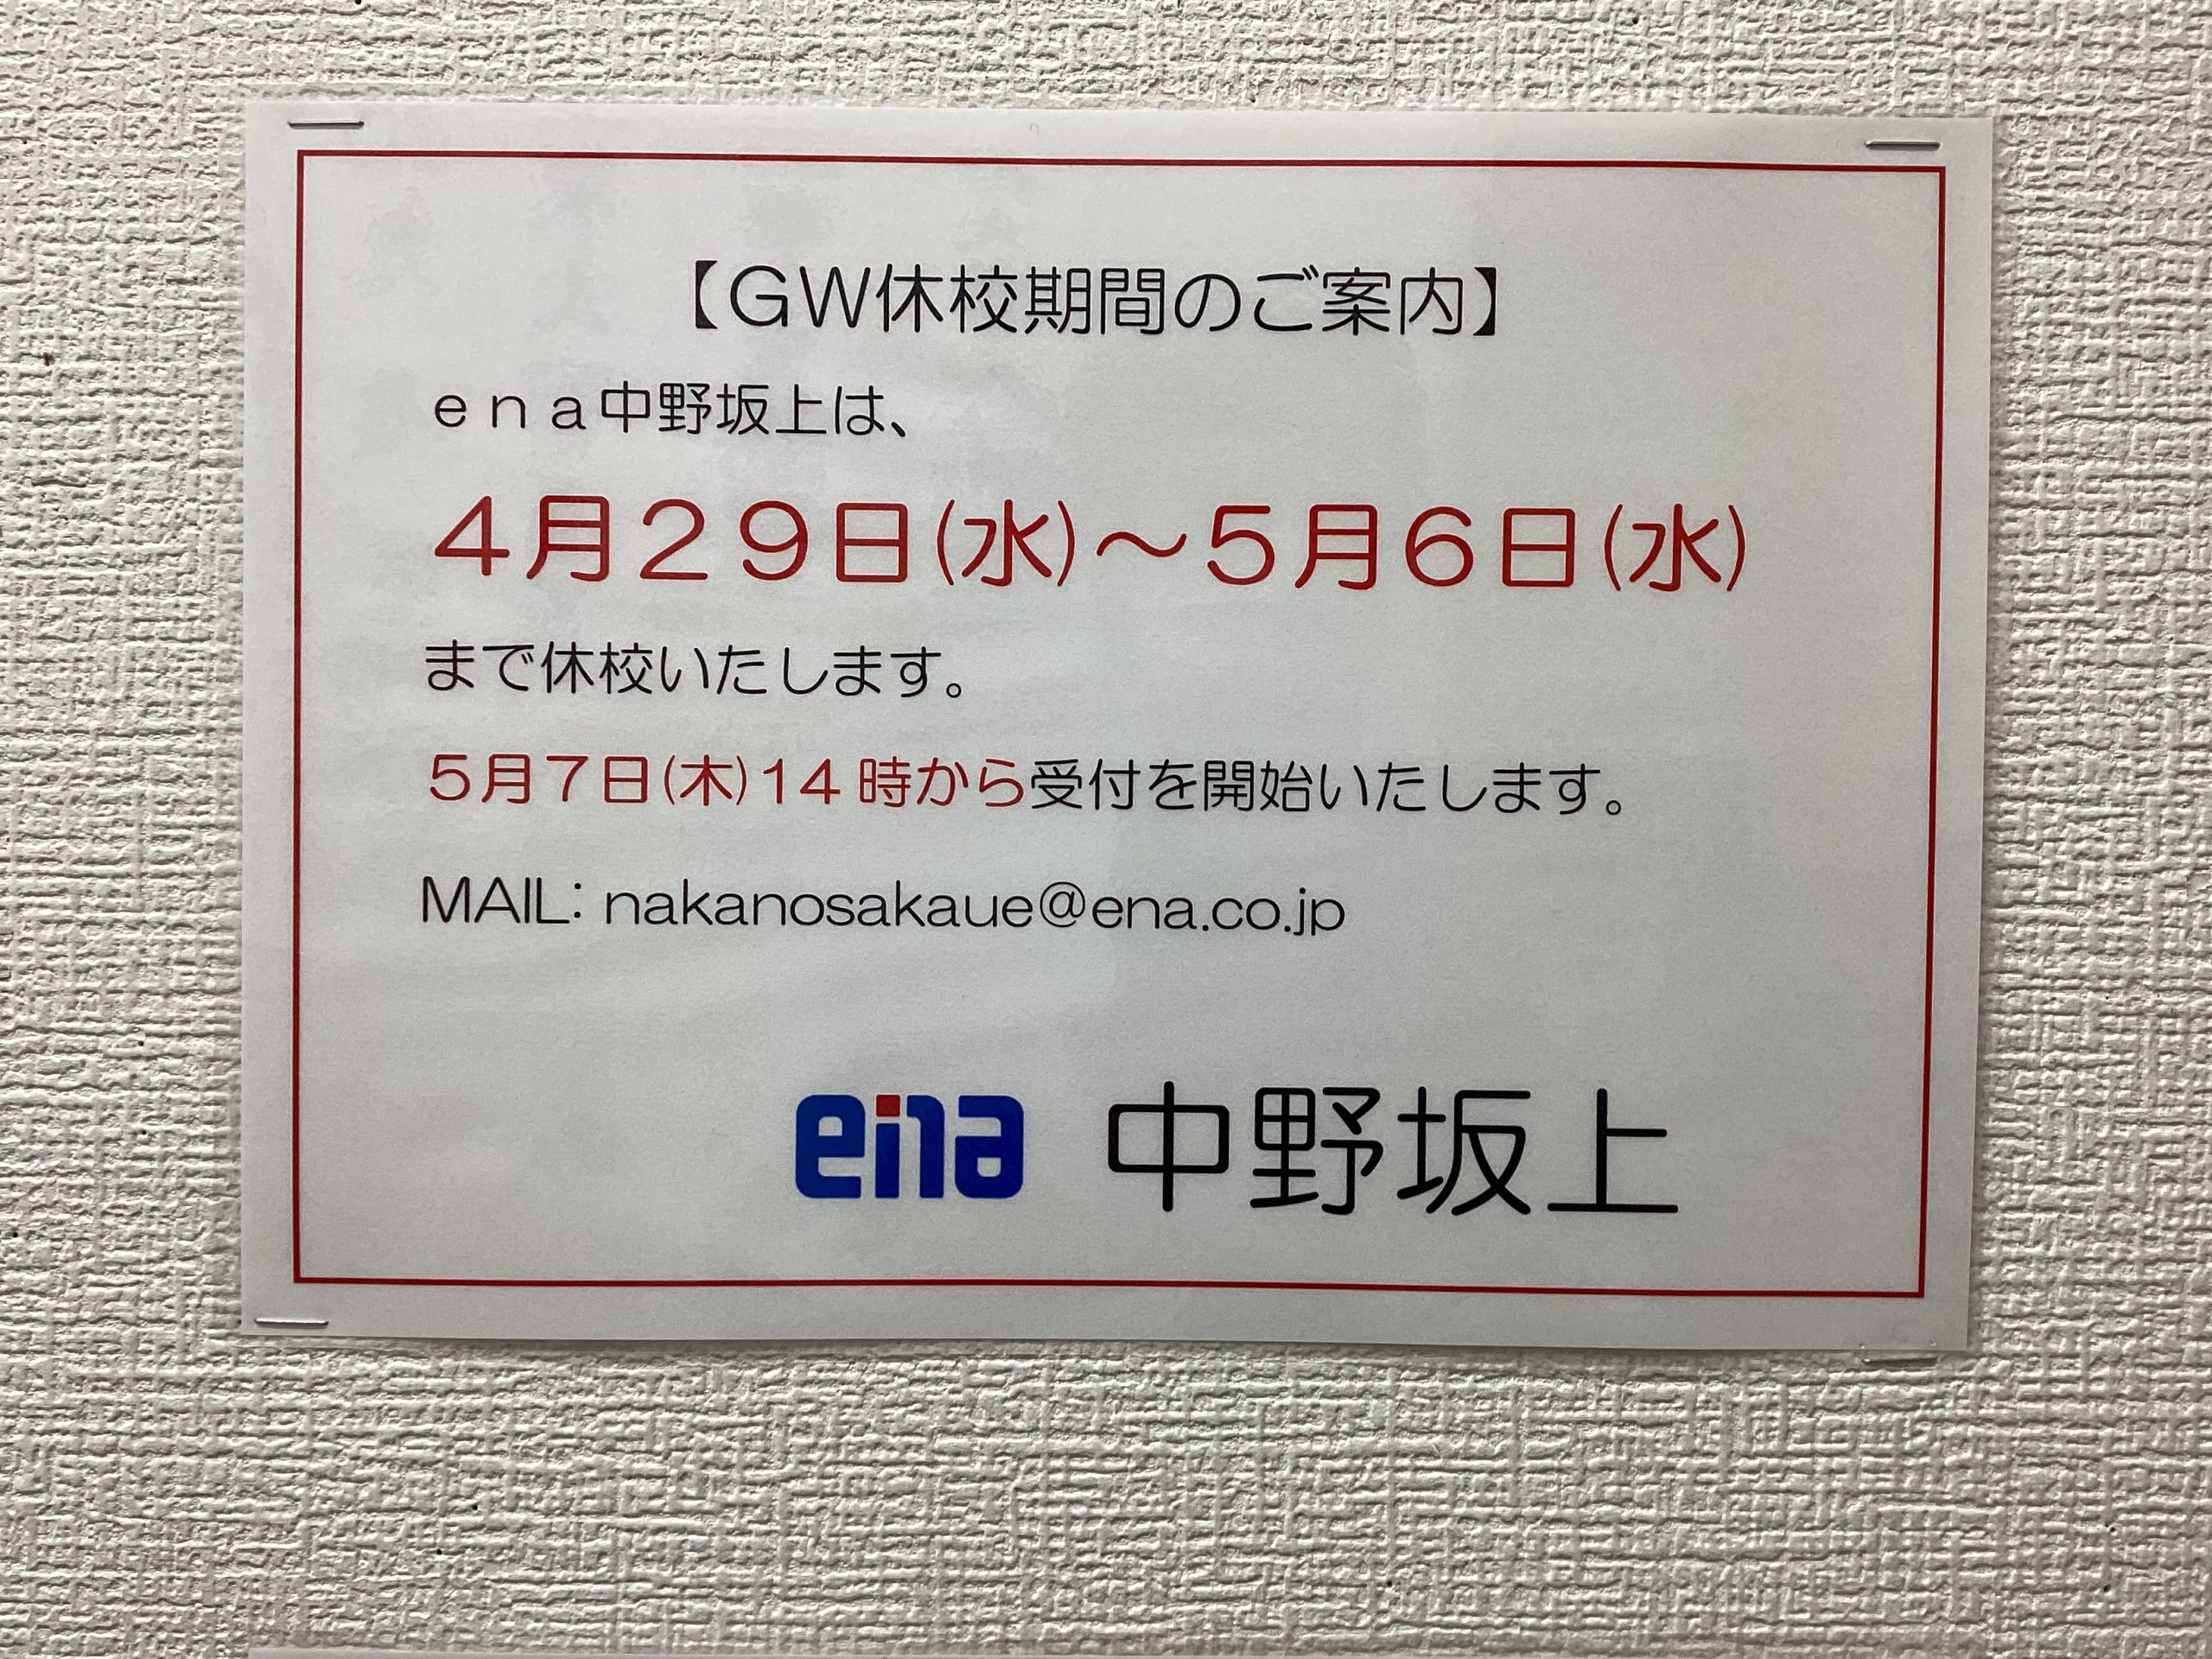 【GW休校期間のご案内】
ｅｎａ中野坂上は、
４月２９日(水)～５月６日(水)
まで休校いたします。
５月７日(木)14時から受付を開始いたします。
MAIL: nakanosakaue@ena.co.jp
ena 中野坂上